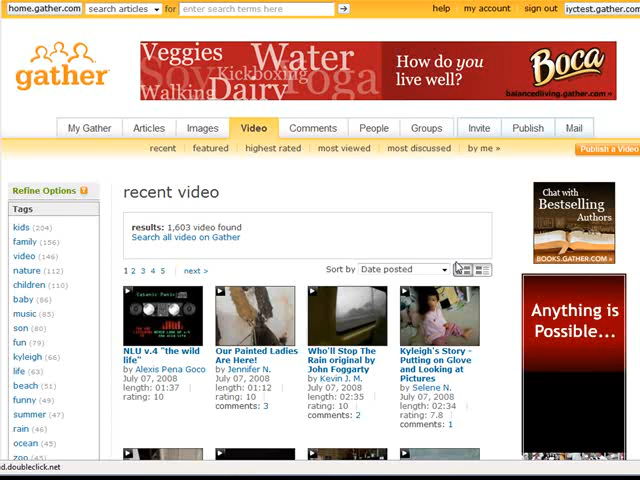 home.gather.com search articles for enter search terms here help my account sign out iyctest.gather.com
gather
Veggies Water
Soy Kickboxing Yoga
Walking Dairy
How do you live well?
Boca
balancedliving.gather.com »
My Gather Articles Images Video Comments People Groups Invite Publish Mail
recent featured highest rated most viewed most discussed by me » Publish a Video
Refine Options ?
Tags
kids (204)
family (156)
video (146)
nature (112)
children (110)
baby (86)
music (85)
son (80)
fun (79)
kyleigh (66)
life (63)
beach (51)
funny (49)
summer (47)
rain (46)
ocean (45)
zoo
recent video
results: 1,603 video found
Search all video on Gather
1 2 3 4 5 next >
Sort by Date posted
NLU v.4 "the wild life"
by Alexis Pena Goco
July 07, 2008
length: 01:37
rating: 10
Our Painted Ladies Are Here!
by Jennifer N.
July 07, 2008
length: 01:12
rating: 10
comments: 3
Who'll Stop The Rain original by John Foggarty
by Kevin J. M.
July 07, 2008
length: 02:35
rating: 10
comments: 2
Kyleigh's Story - Putting on Glove and Looking at Pictures
by Selene N.
July 07, 2008
length: 02:34
rating: 7.8
comments: 1
Chat with
Bestselling
Authors
BOOKS.GATHER.COM »
Anything is
Possible...
d.doubleclick.net